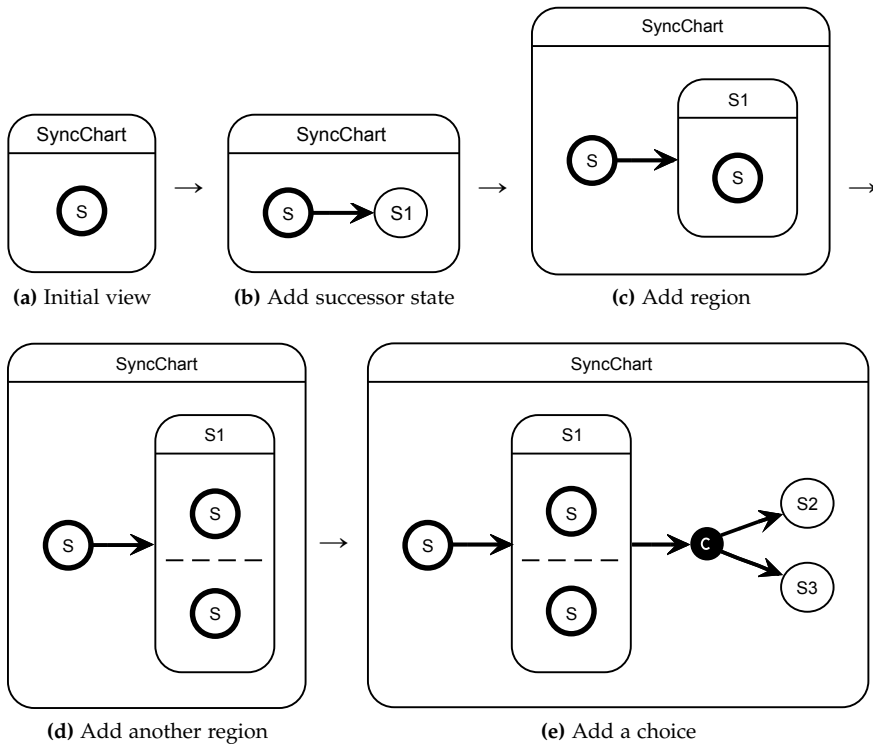 SyncChart
S
(a) Initial view
→
SyncChart
S
S1
(b) Add successor state
→
SyncChart
S
S1
S
(c) Add region
→
SyncChart
S
S1
S
S
(d) Add another region
→
SyncChart
S
S1
S
S
C
S2
S3
(e) Add a choice